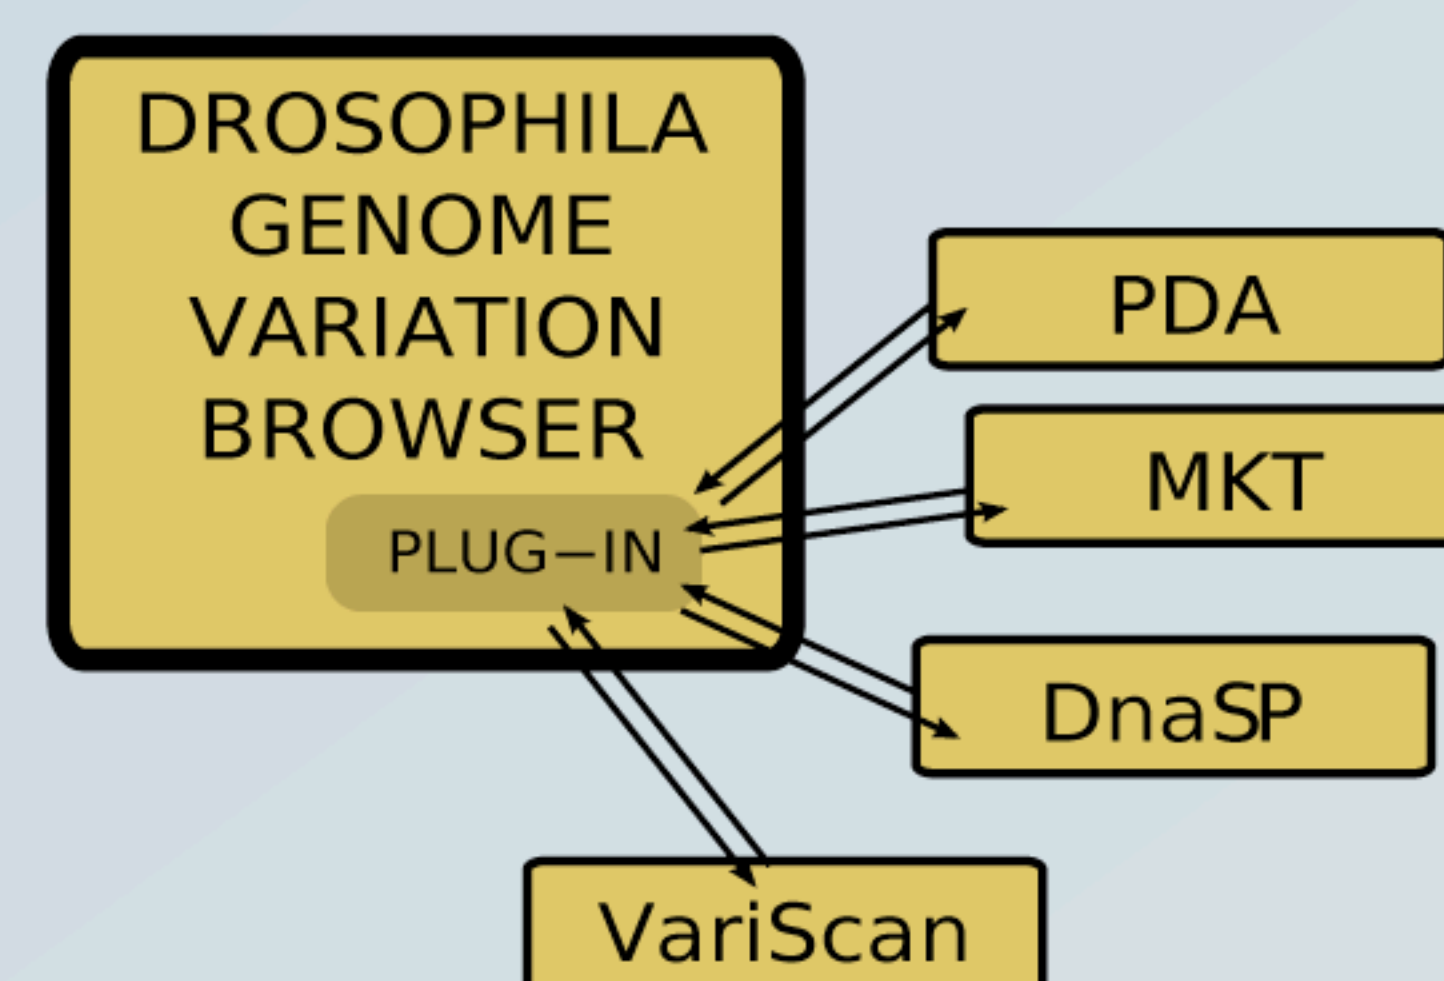 DROSOPHILA
GENOME
VARIATION
BROWSER
PLUG–IN
PDA
MKT
DnaSP
VariScan